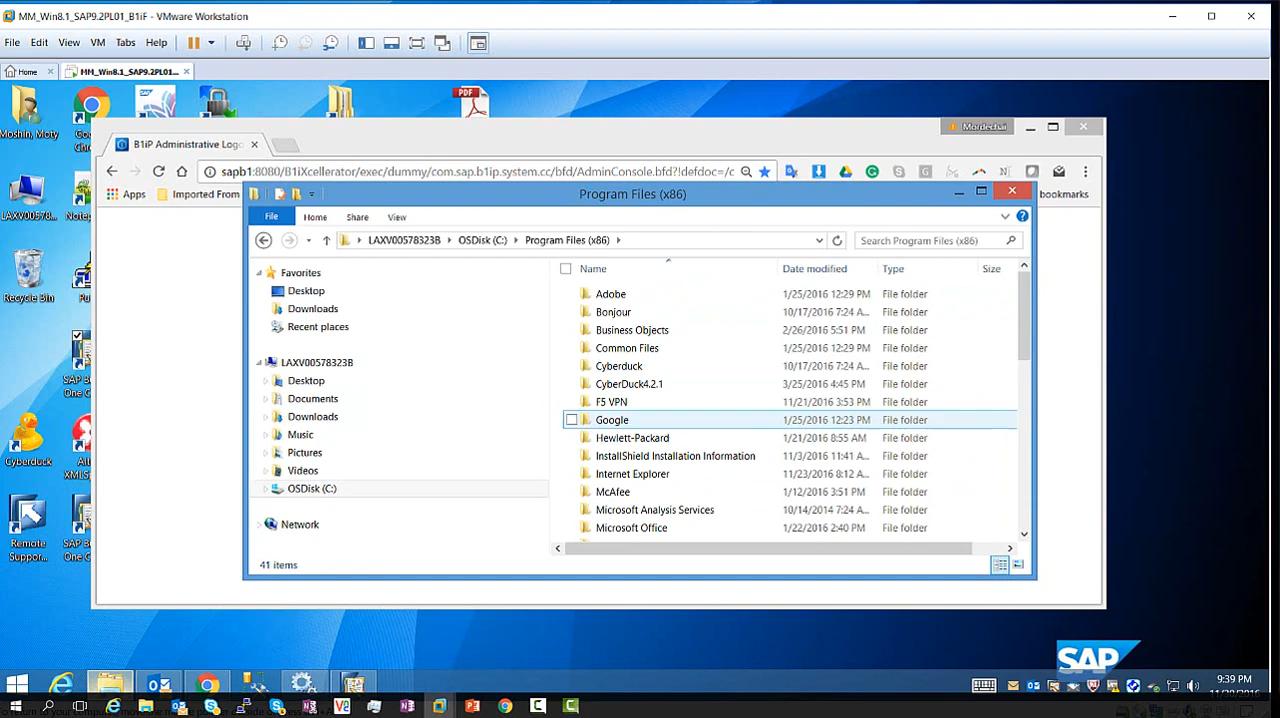 MM_Win8.1_SAP9.2PL01_B1iF - VMware Workstation
File Edit View VM Tabs Help
Home
MM_Win8.1_SAP9.2PL01...
PDF
Moshin, Moty
Mordechai
B1iP Administrative Logo
sapb1:8080/B1iXcellerator/exec/dummy/com.sap.b1ip.system.cc/bfd/AdminConsole.bfd?!defdoc=/c
Apps
Imported From
bookmarks
Program Files (x86)
File Home Share View
LAXV00578323B
OSDisk (C:)
Program Files (x86)
Search Program Files (x86)
Name Date modified Type Size
Favorites
Desktop
Downloads
Recent places
LAXV00578323B
Desktop
Documents
Downloads
Music
Pictures
Videos
OSDisk (C:)
Network
Adobe 1/25/2016 12:29 PM File folder
Bonjour 10/17/2016 7:24 A... File folder
Business Objects 2/26/2016 5:51 PM File folder
Common Files 1/25/2016 12:29 PM File folder
Cyberduck 10/17/2016 7:24 A... File folder
CyberDuck4.2.1 3/25/2016 4:45 PM File folder
F5 VPN 11/21/2016 3:53 PM File folder
Google 1/25/2016 12:23 PM File folder
Hewlett-Packard 1/21/2016 8:55 AM File folder
InstallShield Installation Information 11/3/2016 11:41 A... File folder
Internet Explorer 11/23/2016 8:12 A... File folder
McAfee 1/12/2016 3:51 PM File folder
Microsoft Analysis Services 10/14/2014 7:24 A... File folder
Microsoft Office 1/22/2016 2:40 PM File folder
41 items
LAXV00578...
Recycle Bin
Cyberduck
Remote
Suppor...
SAP
9:39 PM